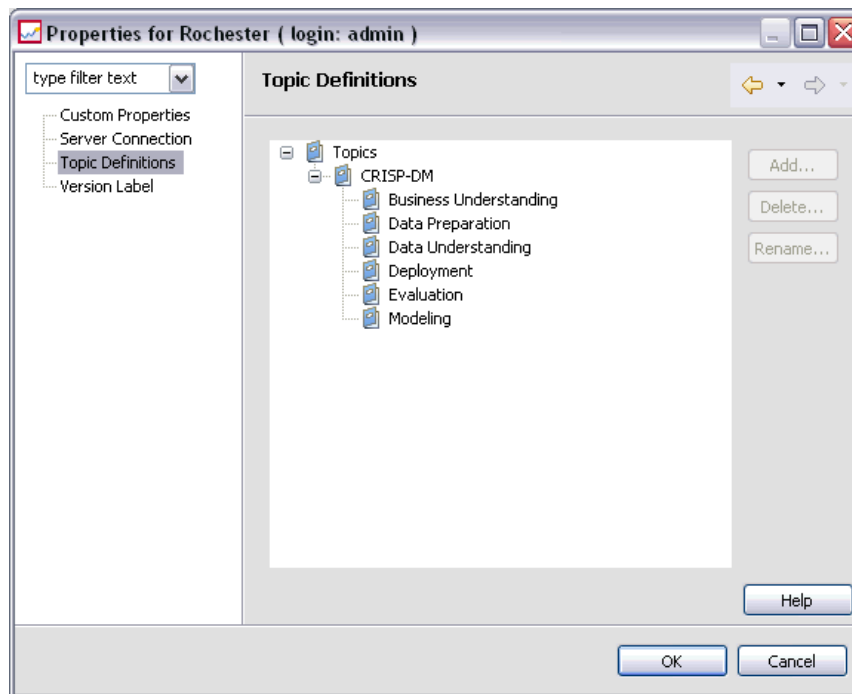 Properties for Rochester ( login: admin )
type filter text
Custom Properties
Server Connection
Topic Definitions
Version Label
Topic Definitions
Topics
CRISP-DM
Business Understanding
Data Preparation
Data Understanding
Deployment
Evaluation
Modeling
Add...
Delete...
Rename...
Help
OK
Cancel